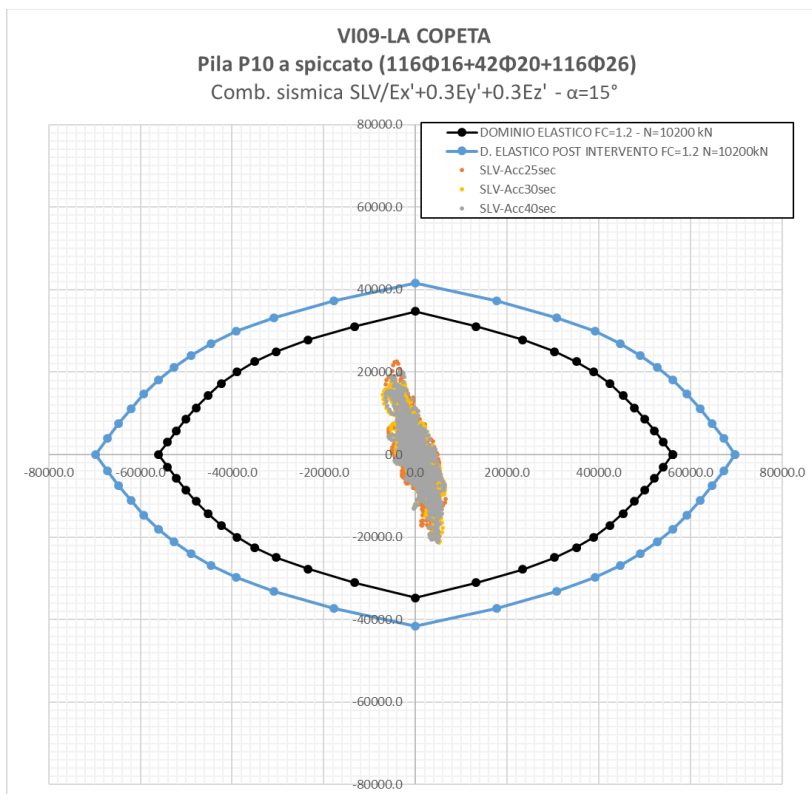 VI09-LA COPETA
Pila P10 a spiccato (116Φ16+42Φ20+116Φ26)
Comb. sismica SLV/Ex'+0.3Ey'+0.3Ez' - α=15°
80000.0
DOMINIO ELASTICO FC=1.2 - N=10200 kN
D. ELASTICO POST INTERVENTO FC=1.2 N=10200kN
SLV-Acc25sec
SLV-Acc30sec
SLV-Acc40sec
60000.0
40000.0
20000.0
0.0
-80000.0 -60000.0 -40000.0 -20000.0 0.0 20000.0 40000.0 60000.0 80000.0
-20000.0
-40000.0
-60000.0
-80000.0